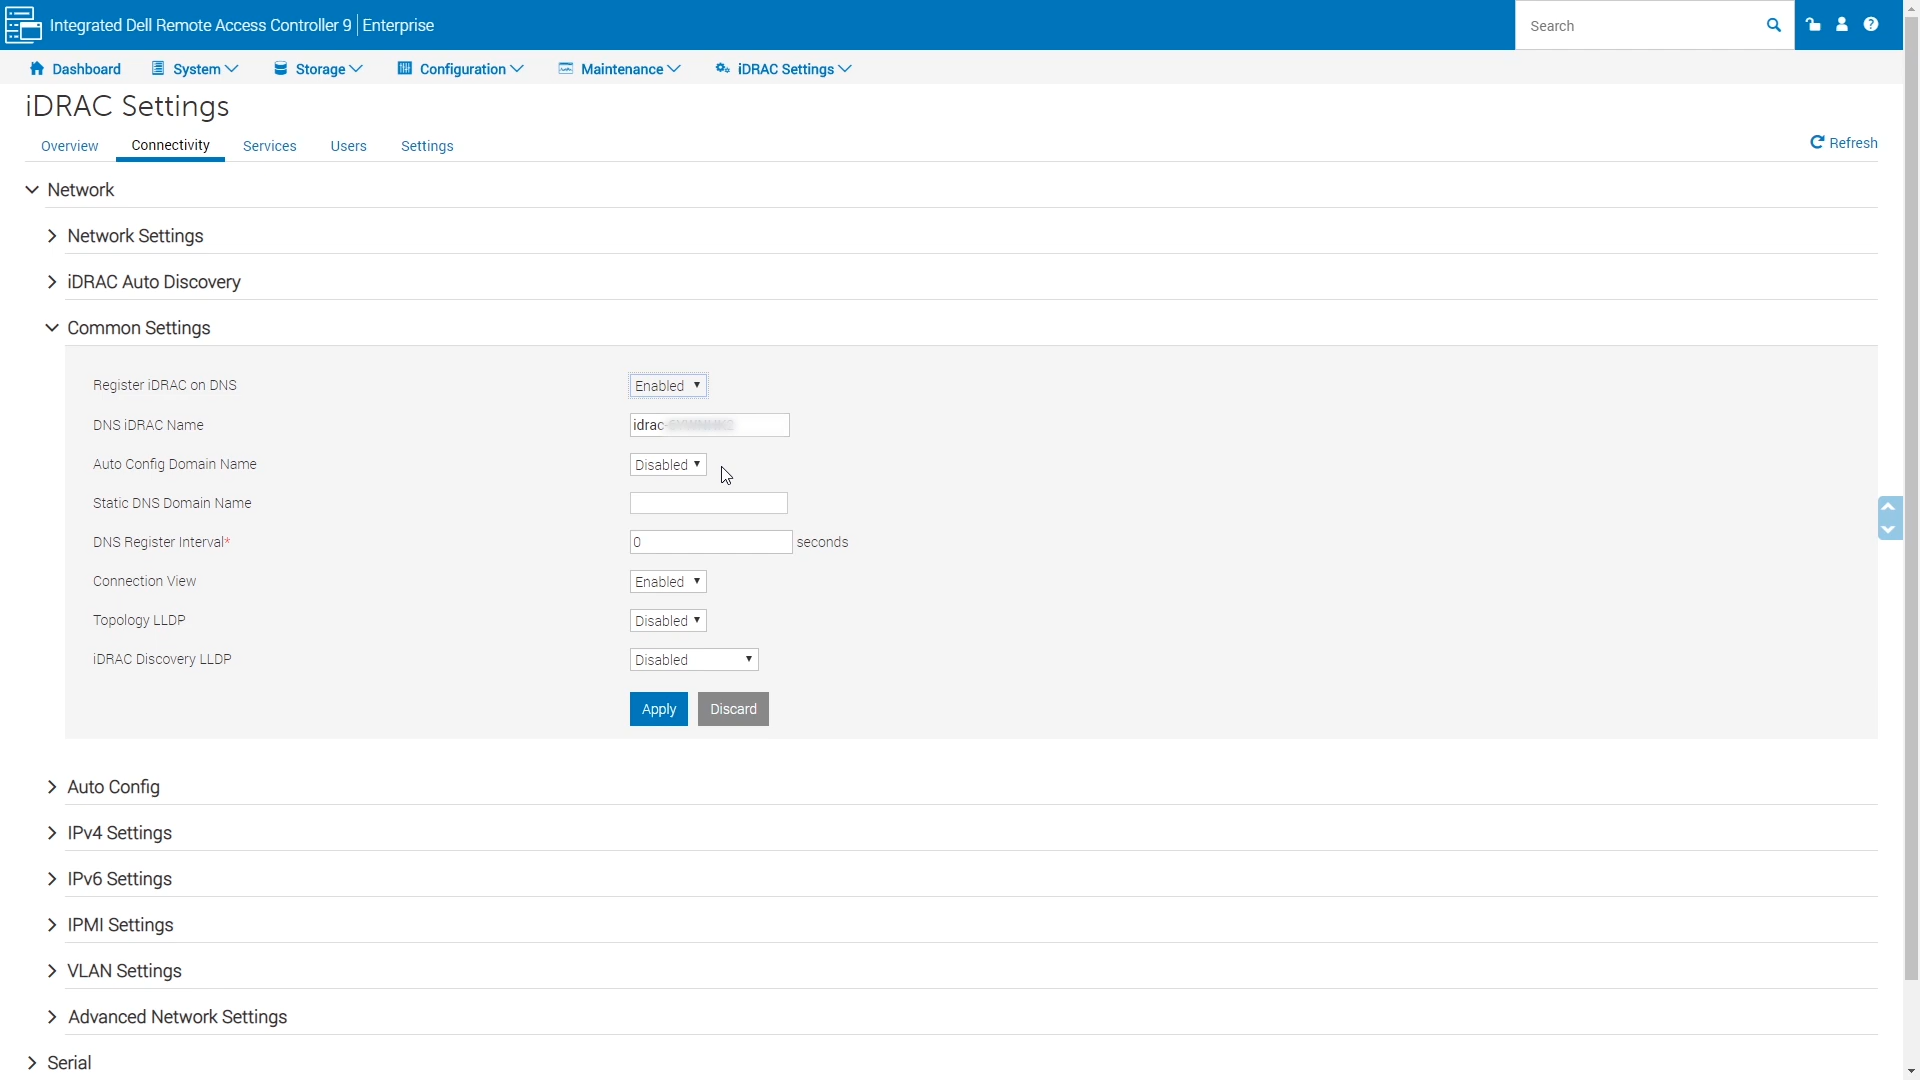 Integrated Dell Remote Access Controller 9 | Enterprise
Search
Dashboard System Storage Configuration Maintenance iDRAC Settings
iDRAC Settings
Overview Connectivity Services Users Settings
Refresh
Network
Network Settings
iDRAC Auto Discovery
Common Settings
Register iDRAC on DNS Enabled
DNS iDRAC Name idrac-
Auto Config Domain Name Disabled
Static DNS Domain Name
DNS Register Interval* 0 seconds
Connection View Enabled
Topology LLDP Disabled
iDRAC Discovery LLDP Disabled
Apply Discard
Auto Config
IPv4 Settings
IPv6 Settings
IPMI Settings
VLAN Settings
Advanced Network Settings
Serial